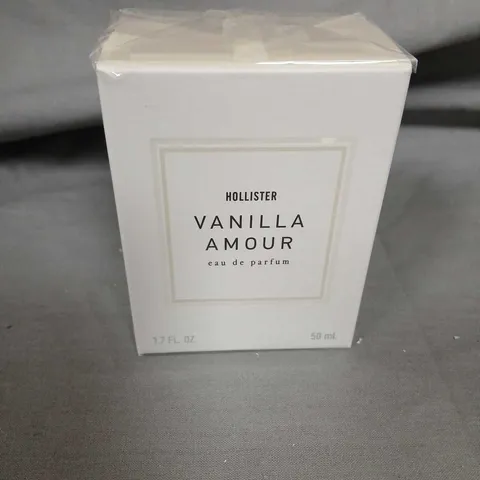 HOLLISTER
VANILLA
AMOUR
eau de parfum
1.7 FL. OZ. 50 mL